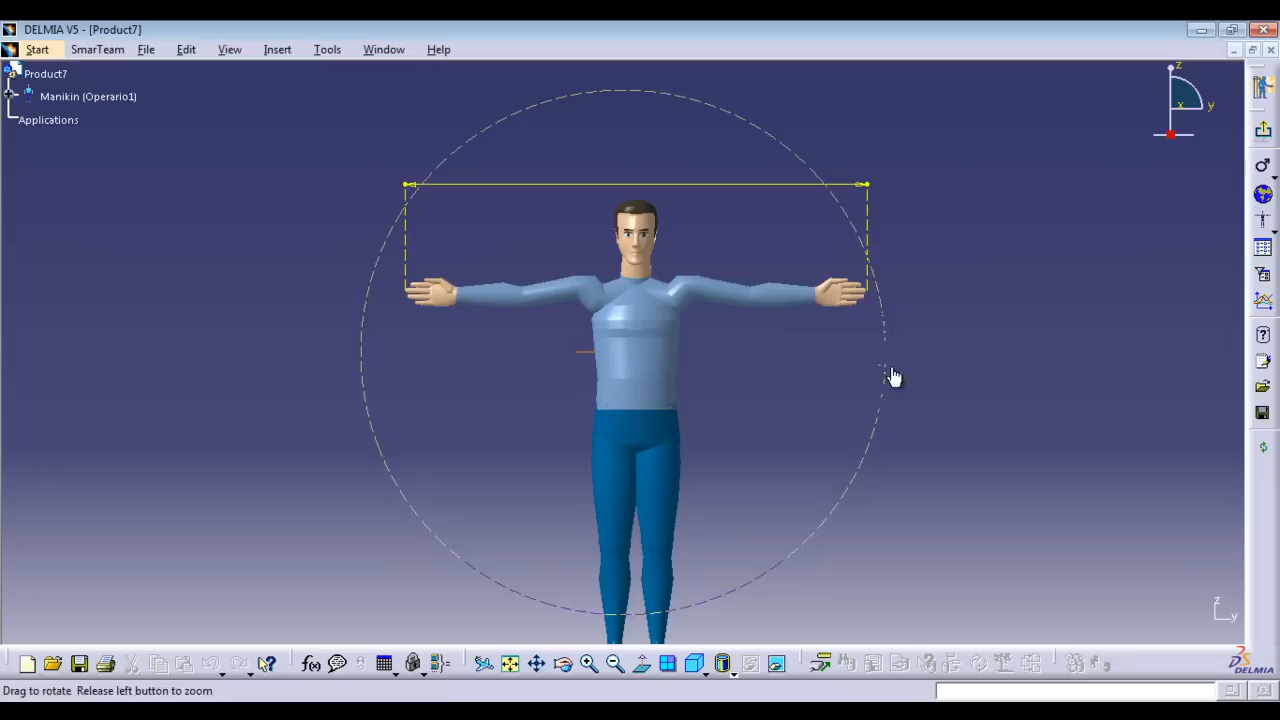 DELMIA V5 - [Product7]
Start SmarTeam File Edit View Insert Tools Window Help
Product7
Manikin (Operario1)
Applications
z
x y
z
y
f(x)
DELMIA
Drag to rotate Release left button to zoom